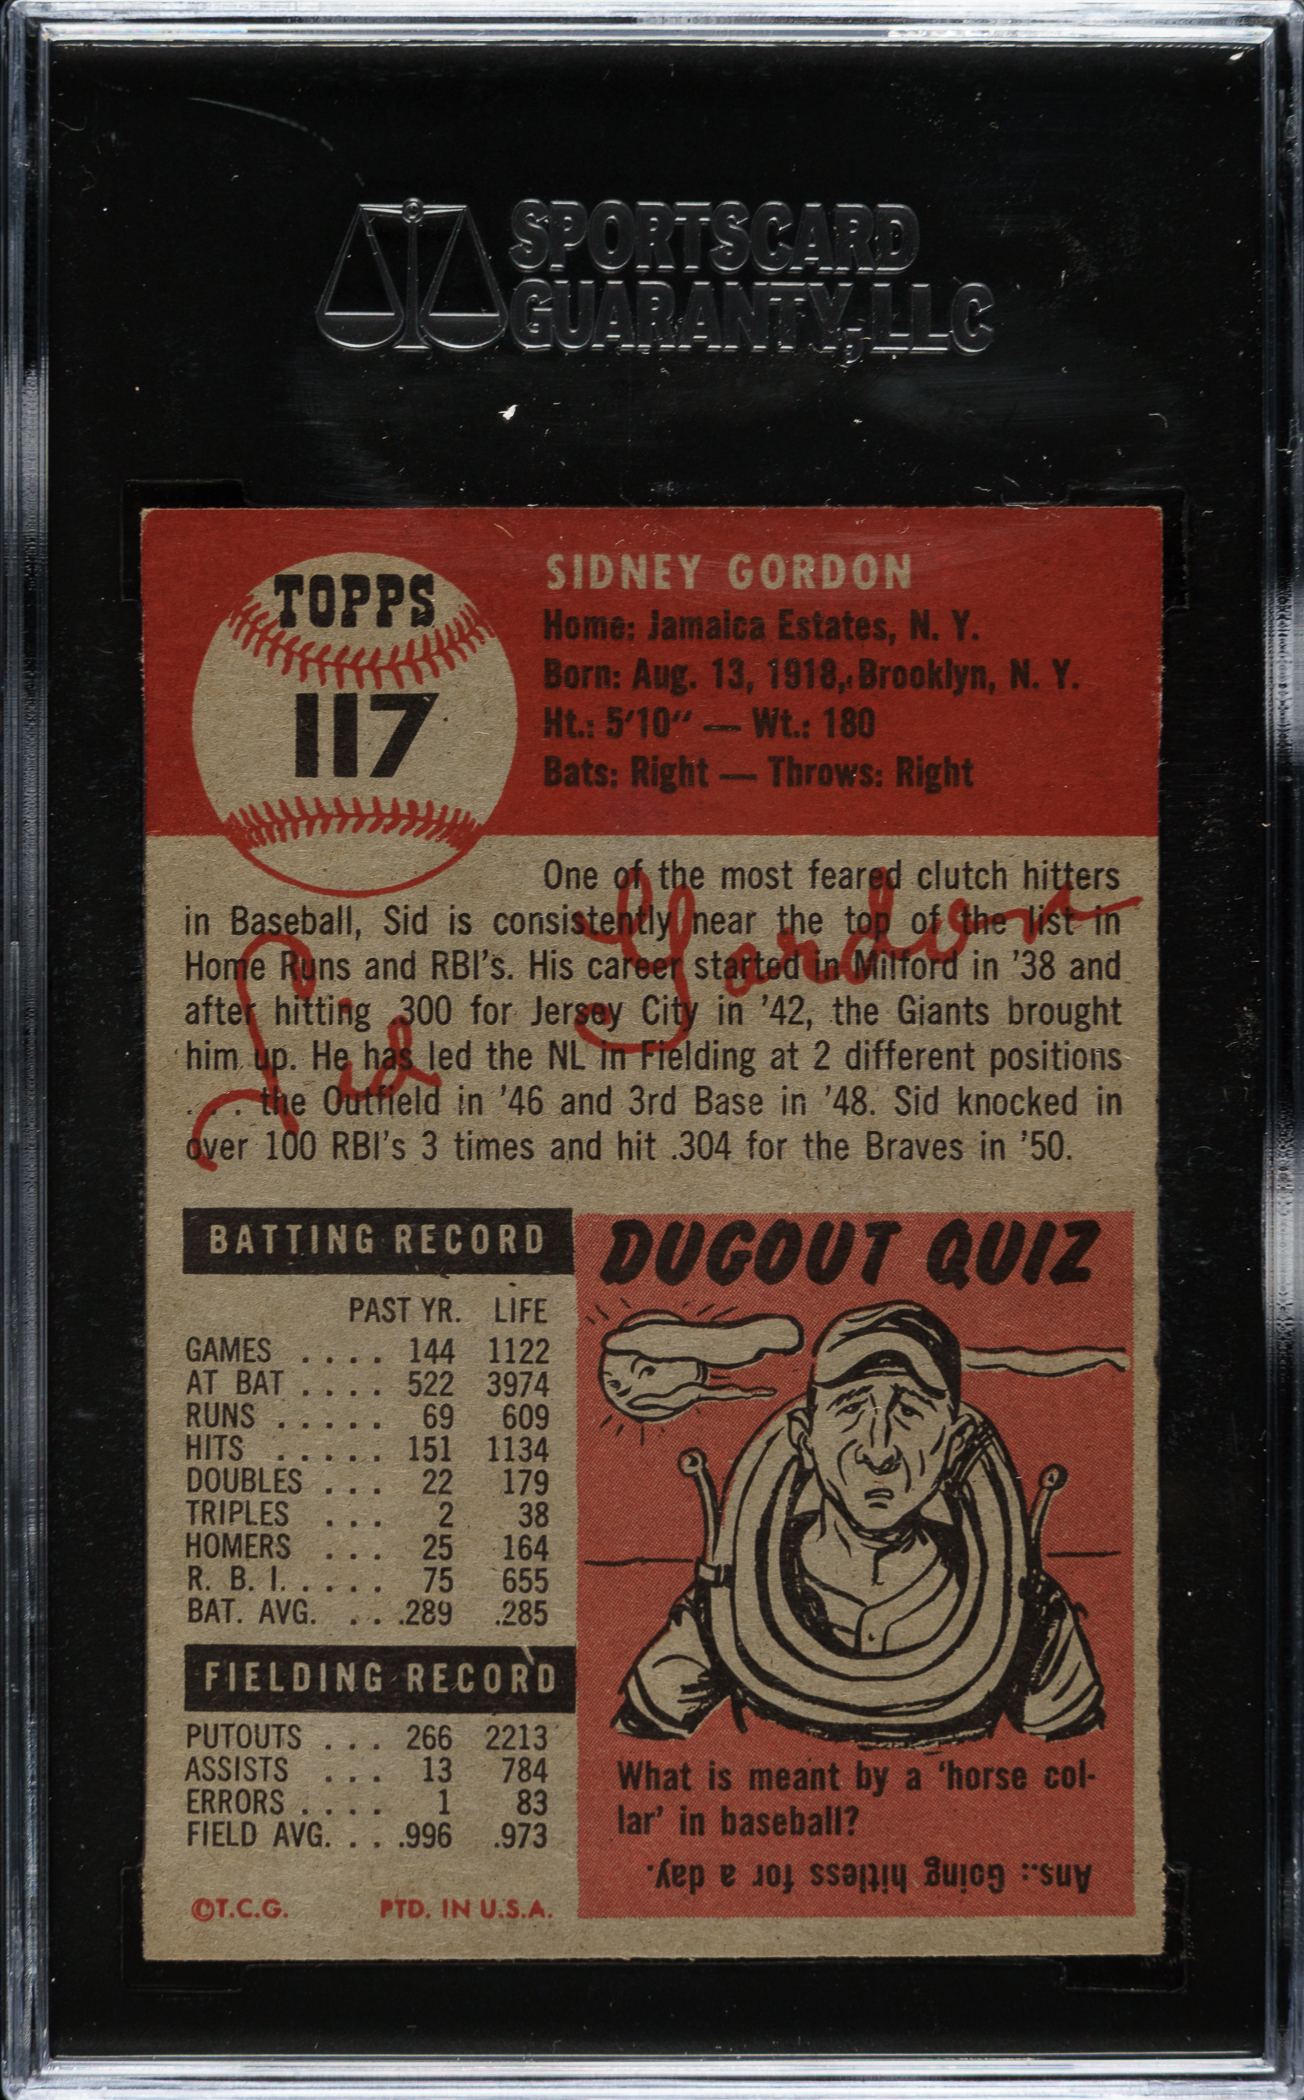 SPORTSCARD
GUARANTY, LLC
TOPPS
117
SIDNEY GORDON
Home: Jamaica Estates, N. Y.
Born: Aug. 13, 1918, Brooklyn, N. Y.
Ht.: 5'10" — Wt.: 180
Bats: Right — Throws: Right
One of the most feared clutch hitters
in Baseball, Sid is consistently near the top of the list in
Home Runs and RBI's. His career started in Milford in '38 and
after hitting .300 for Jersey City in '42, the Giants brought
him up. He has led the NL in Fielding at 2 different positions
. . . the Outfield in '46 and 3rd Base in '48. Sid knocked in
over 100 RBI's 3 times and hit .304 for the Braves in '50.
Sid Gordon
BATTING RECORD
PAST YR. LIFE
GAMES . . . . 144 1122
AT BAT . . . . 522 3974
RUNS . . . . . 69 609
HITS . . . . . 151 1134
DOUBLES . . . 22 179
TRIPLES . . . 2 38
HOMERS . . . 25 164
R. B. I. . . . . . 75 655
BAT. AVG. . . . .289 .285
FIELDING RECORD
PUTOUTS . . . 266 2213
ASSISTS . . . 13 784
ERRORS . . . . 1 83
FIELD AVG. . . . .996 .973
©T.C.G. PTD. IN U.S.A.
DUGOUT QUIZ
What is meant by a 'horse col-
lar' in baseball?
Ans.: Going hitless for a day.